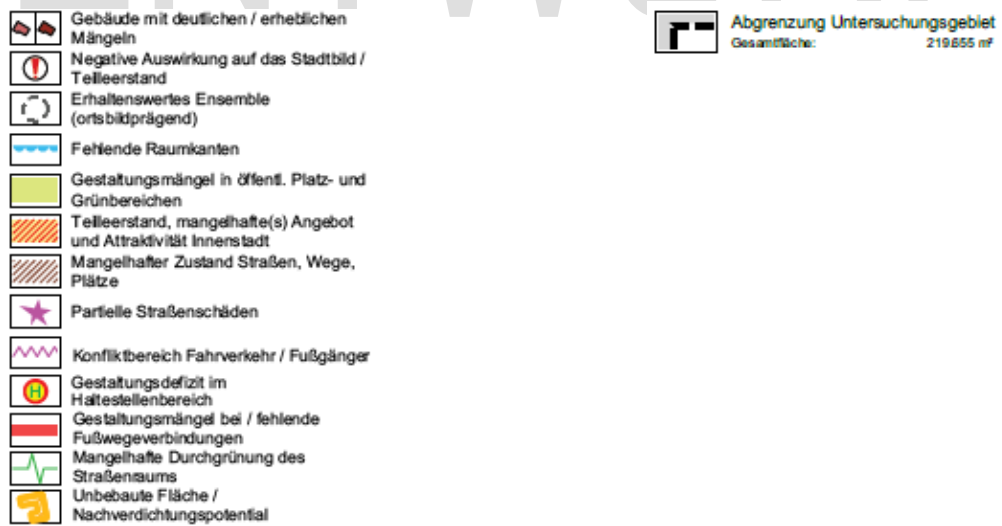 Gebäude mit deutlichen / erheblichen
Mängeln
Negative Auswirkung auf das Stadtbild /
Teilleerstand
Erhaltenswertes Ensemble
(ortsbildprägend)
Fehlende Raumkanten
Gestaltungsmängel in öffentl. Platz- und
Grünbereichen
Teilleerstand, mangelhafte(s) Angebot
und Attraktivität Innenstadt
Mangelhafter Zustand Straßen, Wege,
Plätze
Partielle Straßenschäden
Konfliktbereich Fahrverkehr / Fußgänger
H
Gestaltungsdefizit im
Haltestellenbereich
Gestaltungsmängel bei / fehlende
Fußwegeverbindungen
Mangelhafte Durchgrünung des
Straßenraums
Unbebaute Fläche /
Nachverdichtungspotential
Abgrenzung Untersuchungsgebiet
Gesamtfläche: 219.655 m²